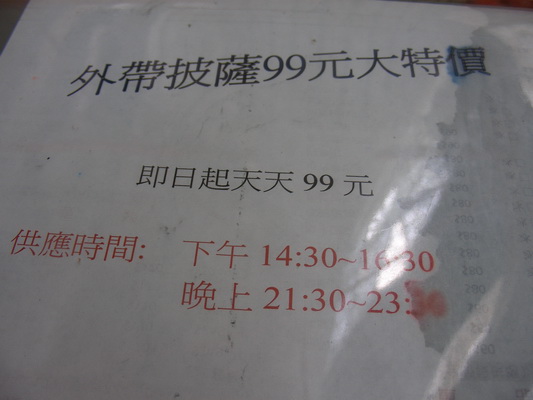 外帶披薩99元大特價
即日起天天 99 元
供應時間: 下午 14:30~16:30
晚上 21:30~23: